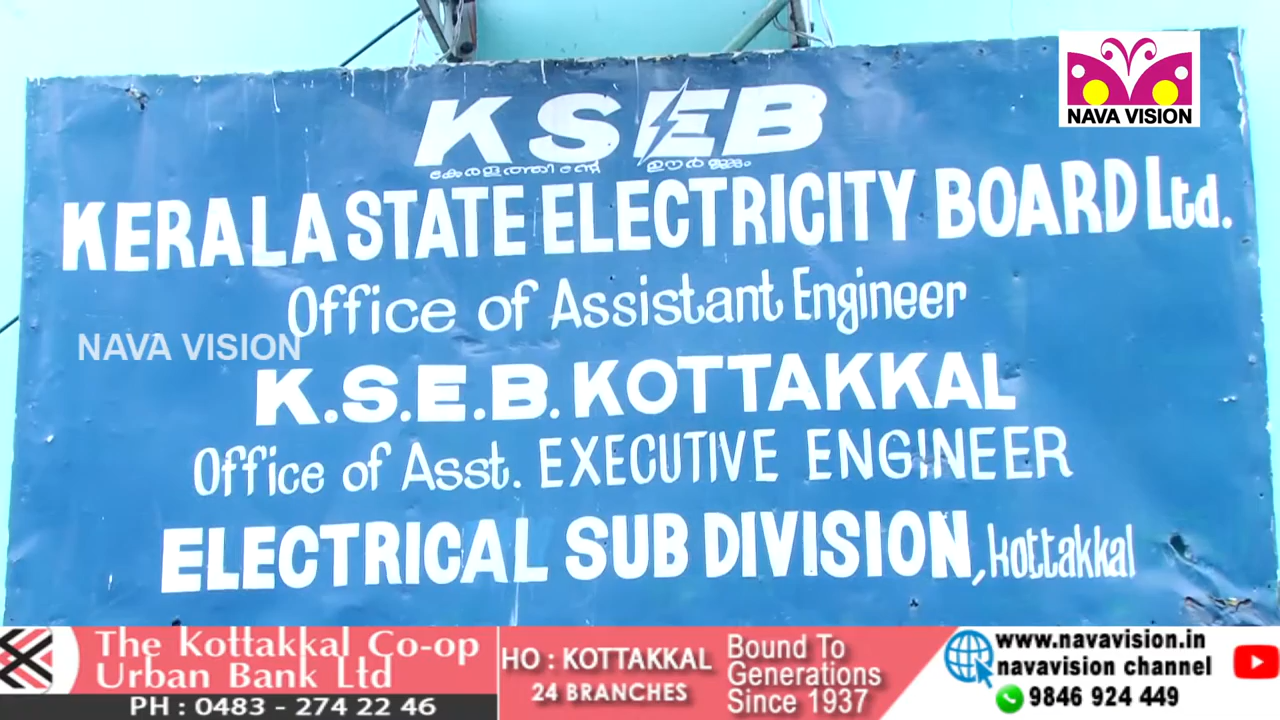 NAVA VISION
KSEB
കേരളത്തിന്റെ ഊർജ്ജം
KERALA STATE ELECTRICITY BOARD Ltd.
Office of Assistant Engineer
NAVA VISION
K.S.E.B. KOTTAKKAL
Office of Asst. EXECUTIVE ENGINEER
ELECTRICAL SUB DIVISION, Kottakkal
The Kottakkal Co-op
Urban Bank Ltd
PH : 0483 - 274 22 46
HO : KOTTAKKAL
24 BRANCHES
Bound To
Generations
Since 1937
www.navavision.in
navavision channel
9846 924 449